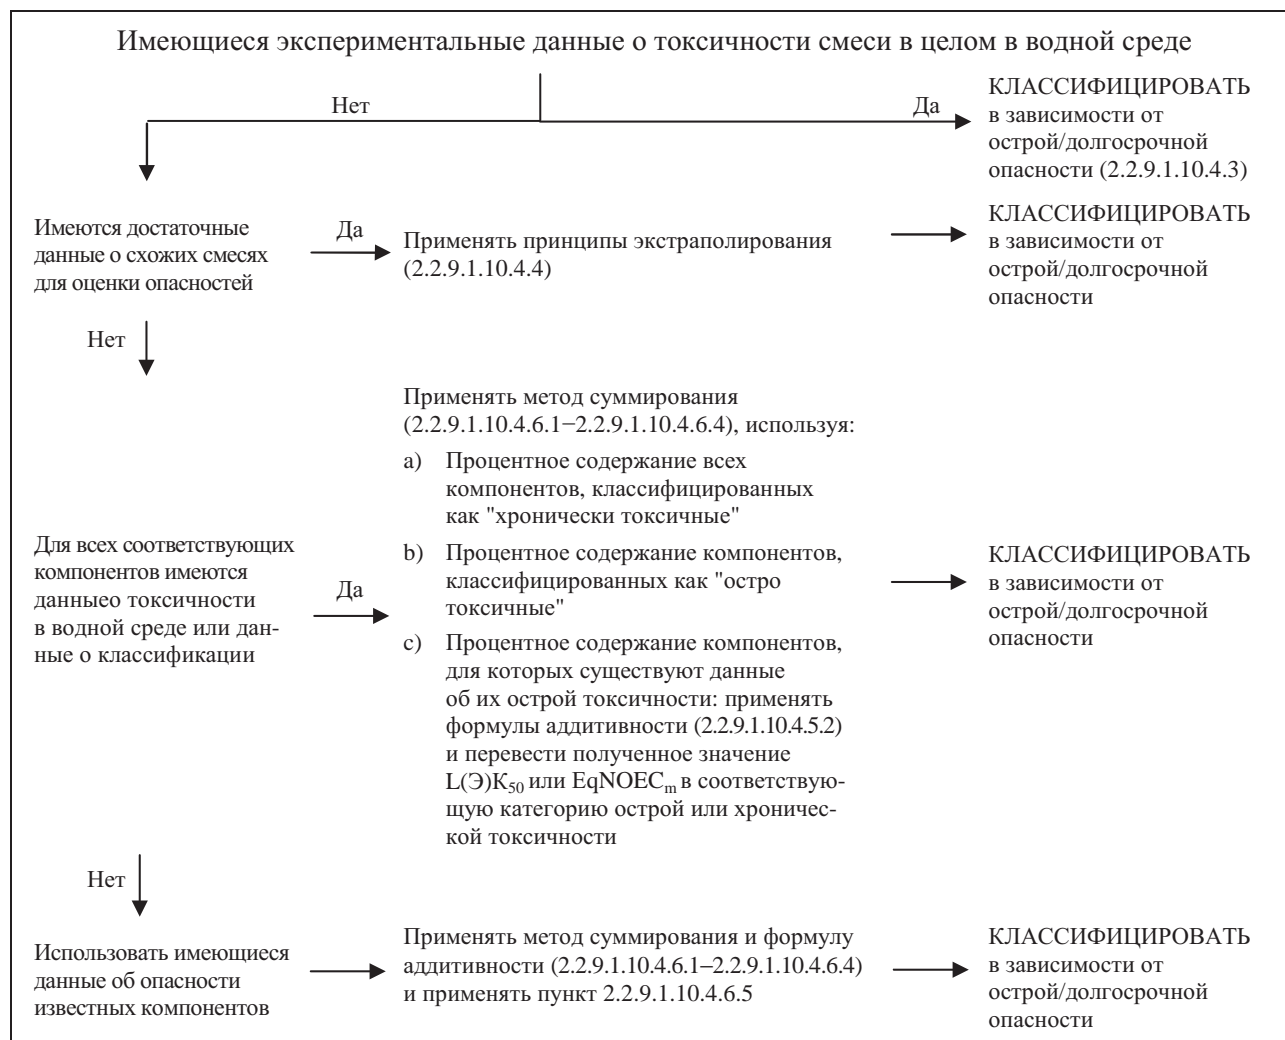 Имеющиеся экспериментальные данные о токсичности смеси в целом в водной среде
Нет
Да
КЛАССИФИЦИРОВАТЬ
в зависимости от
острой/долгосрочной
опасности (2.2.9.1.10.4.3)
Имеются достаточные
данные о схожих смесях
для оценки опасностей
Да
Применять принципы экстраполирования
(2.2.9.1.10.4.4)
КЛАССИФИЦИРОВАТЬ
в зависимости от
острой/долгосрочной
опасности
Нет
Для всех соответствующих
компонентов имеются
данныео токсичности
в водной среде или дан-
ные о классификации
Да
Применять метод суммирования
(2.2.9.1.10.4.6.1−2.2.9.1.10.4.6.4), используя:
a) Процентное содержание всех
компонентов, классифицированных
как "хронически токсичные"
b) Процентное содержание компонентов,
классифицированных как "остро
токсичные"
c) Процентное содержание компонентов,
для которых существуют данные
об их острой токсичности: применять
формулы аддитивности (2.2.9.1.10.4.5.2)
и перевести полученное значение
L(Э)К₅₀ или EqNOECₘ в соответствую-
щую категорию острой или хроничес-
кой токсичности
КЛАССИФИЦИРОВАТЬ
в зависимости от
острой/долгосрочной
опасности
Нет
Использовать имеющиеся
данные об опасности
известных компонентов
Применять метод суммирования и формулу
аддитивности (2.2.9.1.10.4.6.1–2.2.9.1.10.4.6.4)
и применять пункт 2.2.9.1.10.4.6.5
КЛАССИФИЦИРОВАТЬ
в зависимости от
острой/долгосрочной
опасности